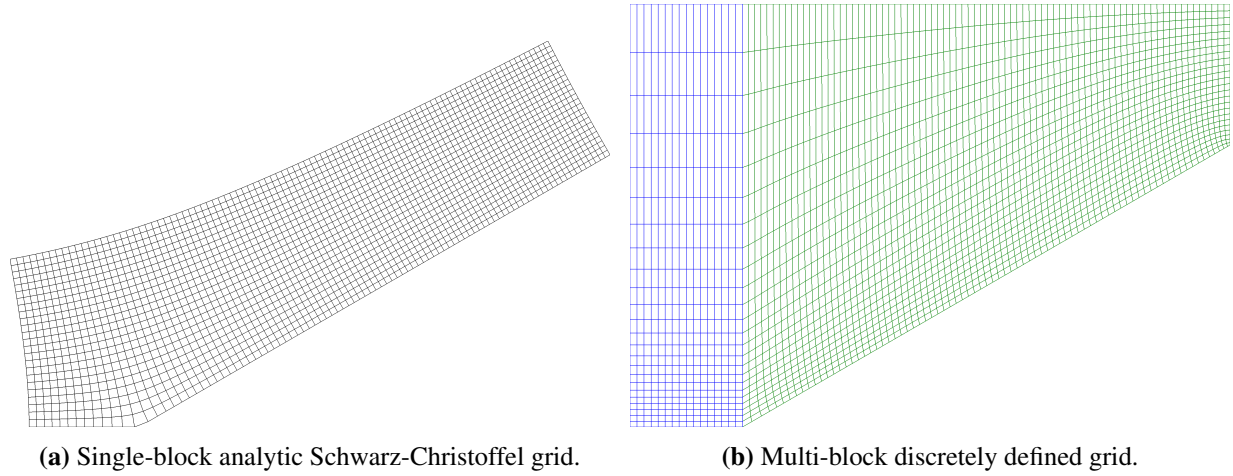 (a) Single-block analytic Schwarz-Christoffel grid.
(b) Multi-block discretely defined grid.